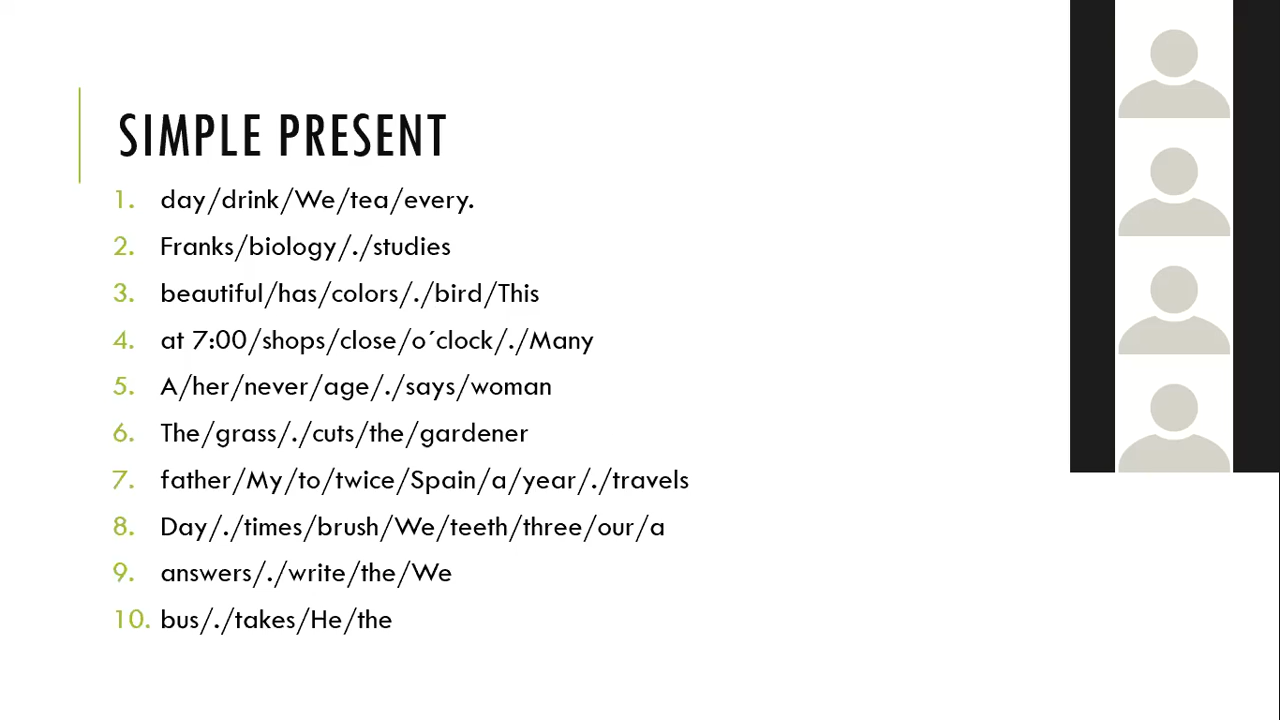 SIMPLE PRESENT
1. day/drink/We/tea/every.
2. Franks/biology/./studies
3. beautiful/has/colors/./bird/This
4. at 7:00/shops/close/o´clock/./Many
5. A/her/never/age/./says/woman
6. The/grass/./cuts/the/gardener
7. father/My/to/twice/Spain/a/year/./travels
8. Day/./times/brush/We/teeth/three/our/a
9. answers/./write/the/We
10. bus/./takes/He/the